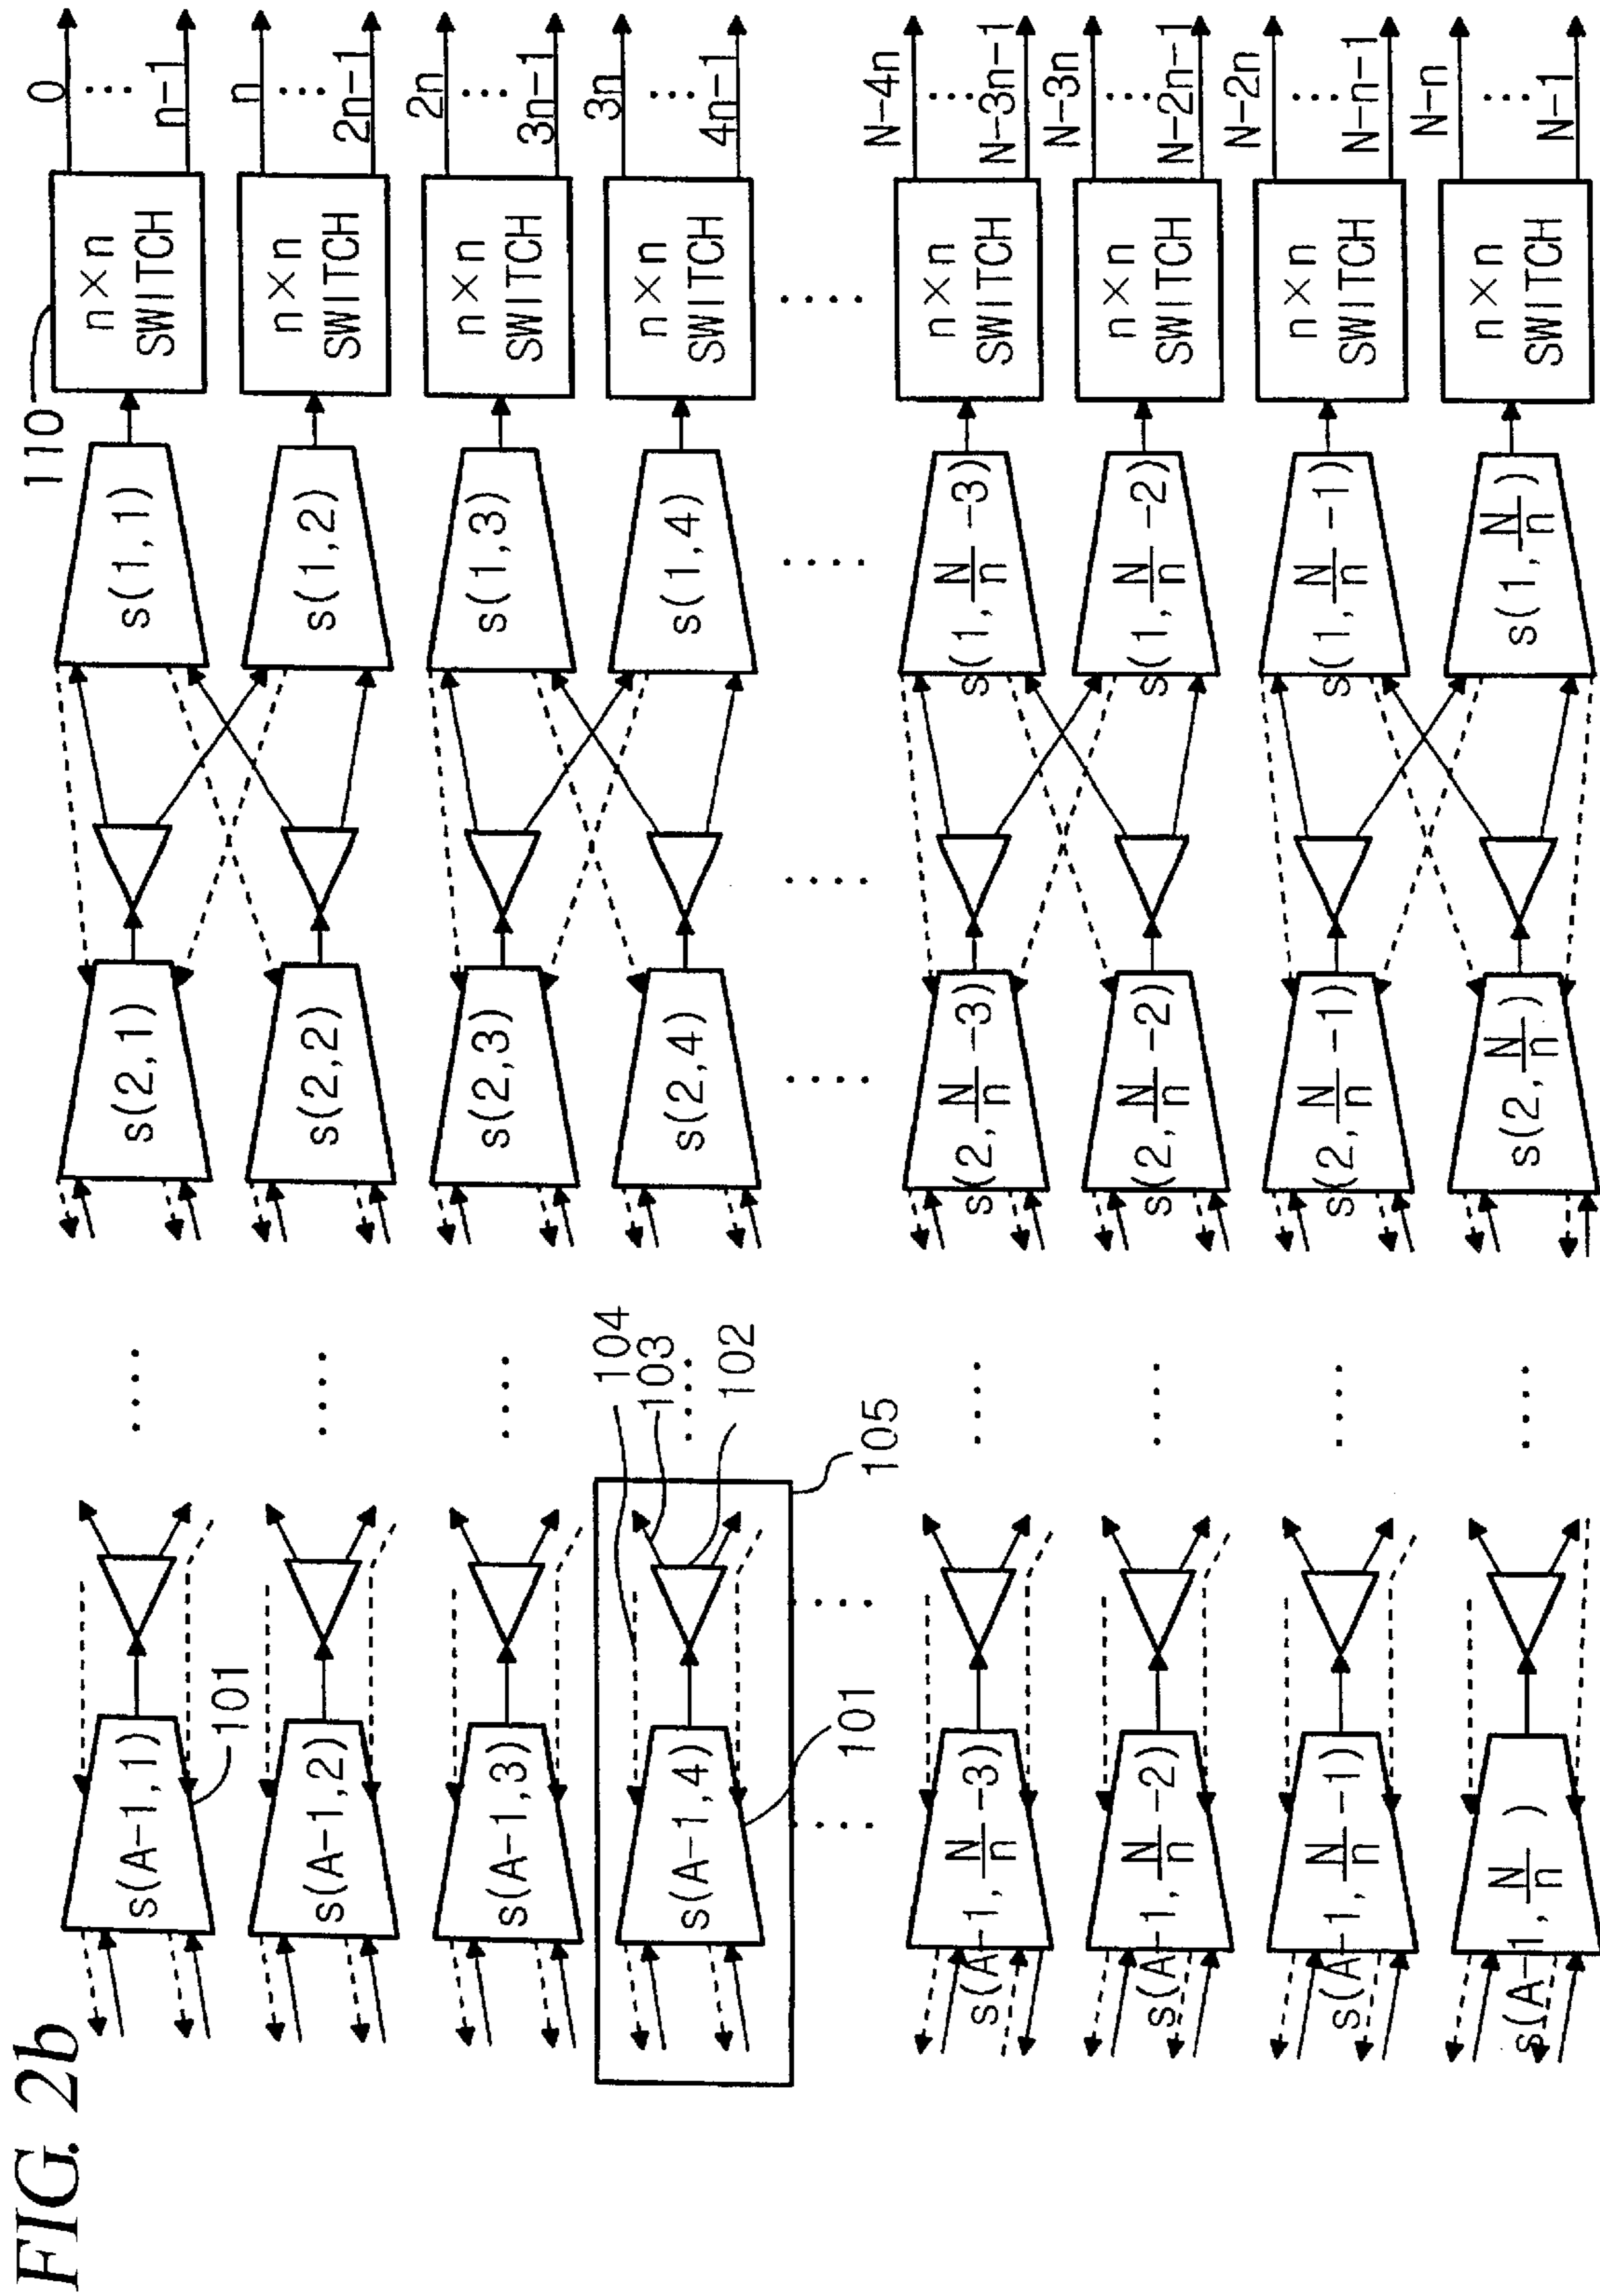 FIG. 2b
s(A-1,1)
101
s(2,1)
s(1,1)
110
n×n
SWITCH
0
n-1
s(A-1,2)
s(2,2)
s(1,2)
n×n
SWITCH
n
2n-1
s(A-1,3)
s(2,3)
s(1,3)
n×n
SWITCH
2n
3n-1
s(A-1,4)
101
102
103
104
105
s(2,4)
s(1,4)
n×n
SWITCH
3n
4n-1
s(A-1,N/n-3)
s(2,N/n-3)
s(1,N/n-3)
n×n
SWITCH
N-4n
N-3n-1
s(A-1,N/n-2)
s(2,N/n-2)
s(1,N/n-2)
n×n
SWITCH
N-3n
N-2n-1
s(A-1,N/n-1)
s(2,N/n-1)
s(1,N/n-1)
n×n
SWITCH
N-2n
N-n-1
s(A-1,N/n)
s(2,N/n)
s(1,N/n)
n×n
SWITCH
N-n
N-1